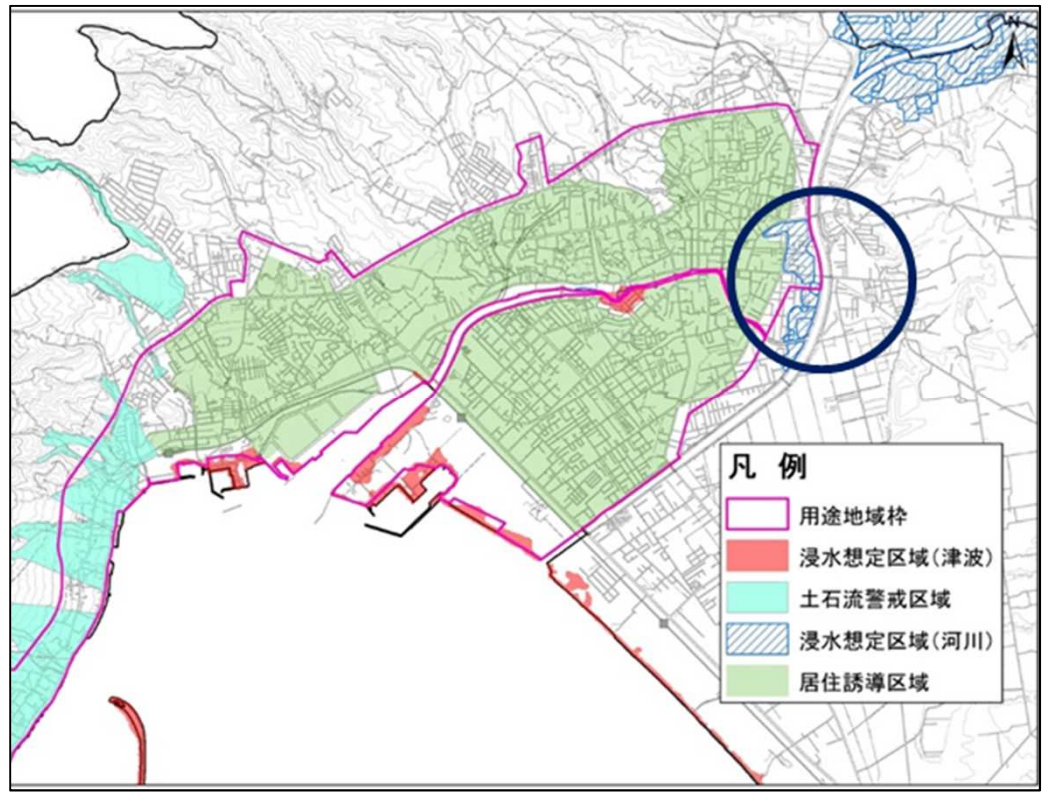 N
凡 例
用途地域枠
浸水想定区域(津波)
土石流警戒区域
浸水想定区域(河川)
居住誘導区域